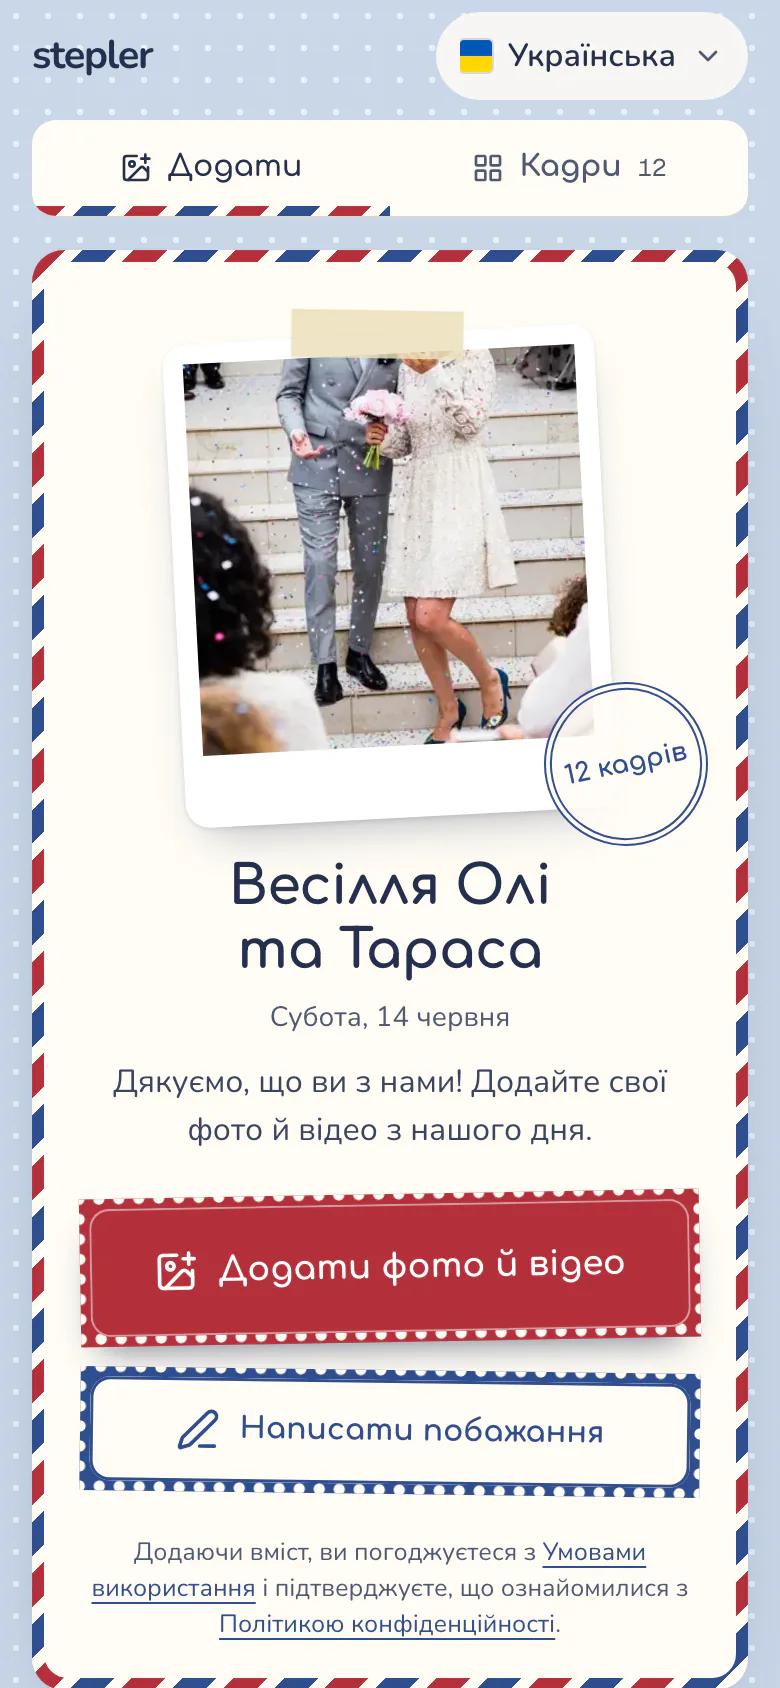 stepler
Українська
Додати
Кадри 12
12 кадрів
Весілля Олі
та Тараса
Субота, 14 червня
Дякуємо, що ви з нами! Додайте свої
фото й відео з нашого дня.
Додати фото й відео
Написати побажання
Додаючи вміст, ви погоджуєтеся з Умовами
використання і підтверджуєте, що ознайомилися з
Політикою конфіденційності.